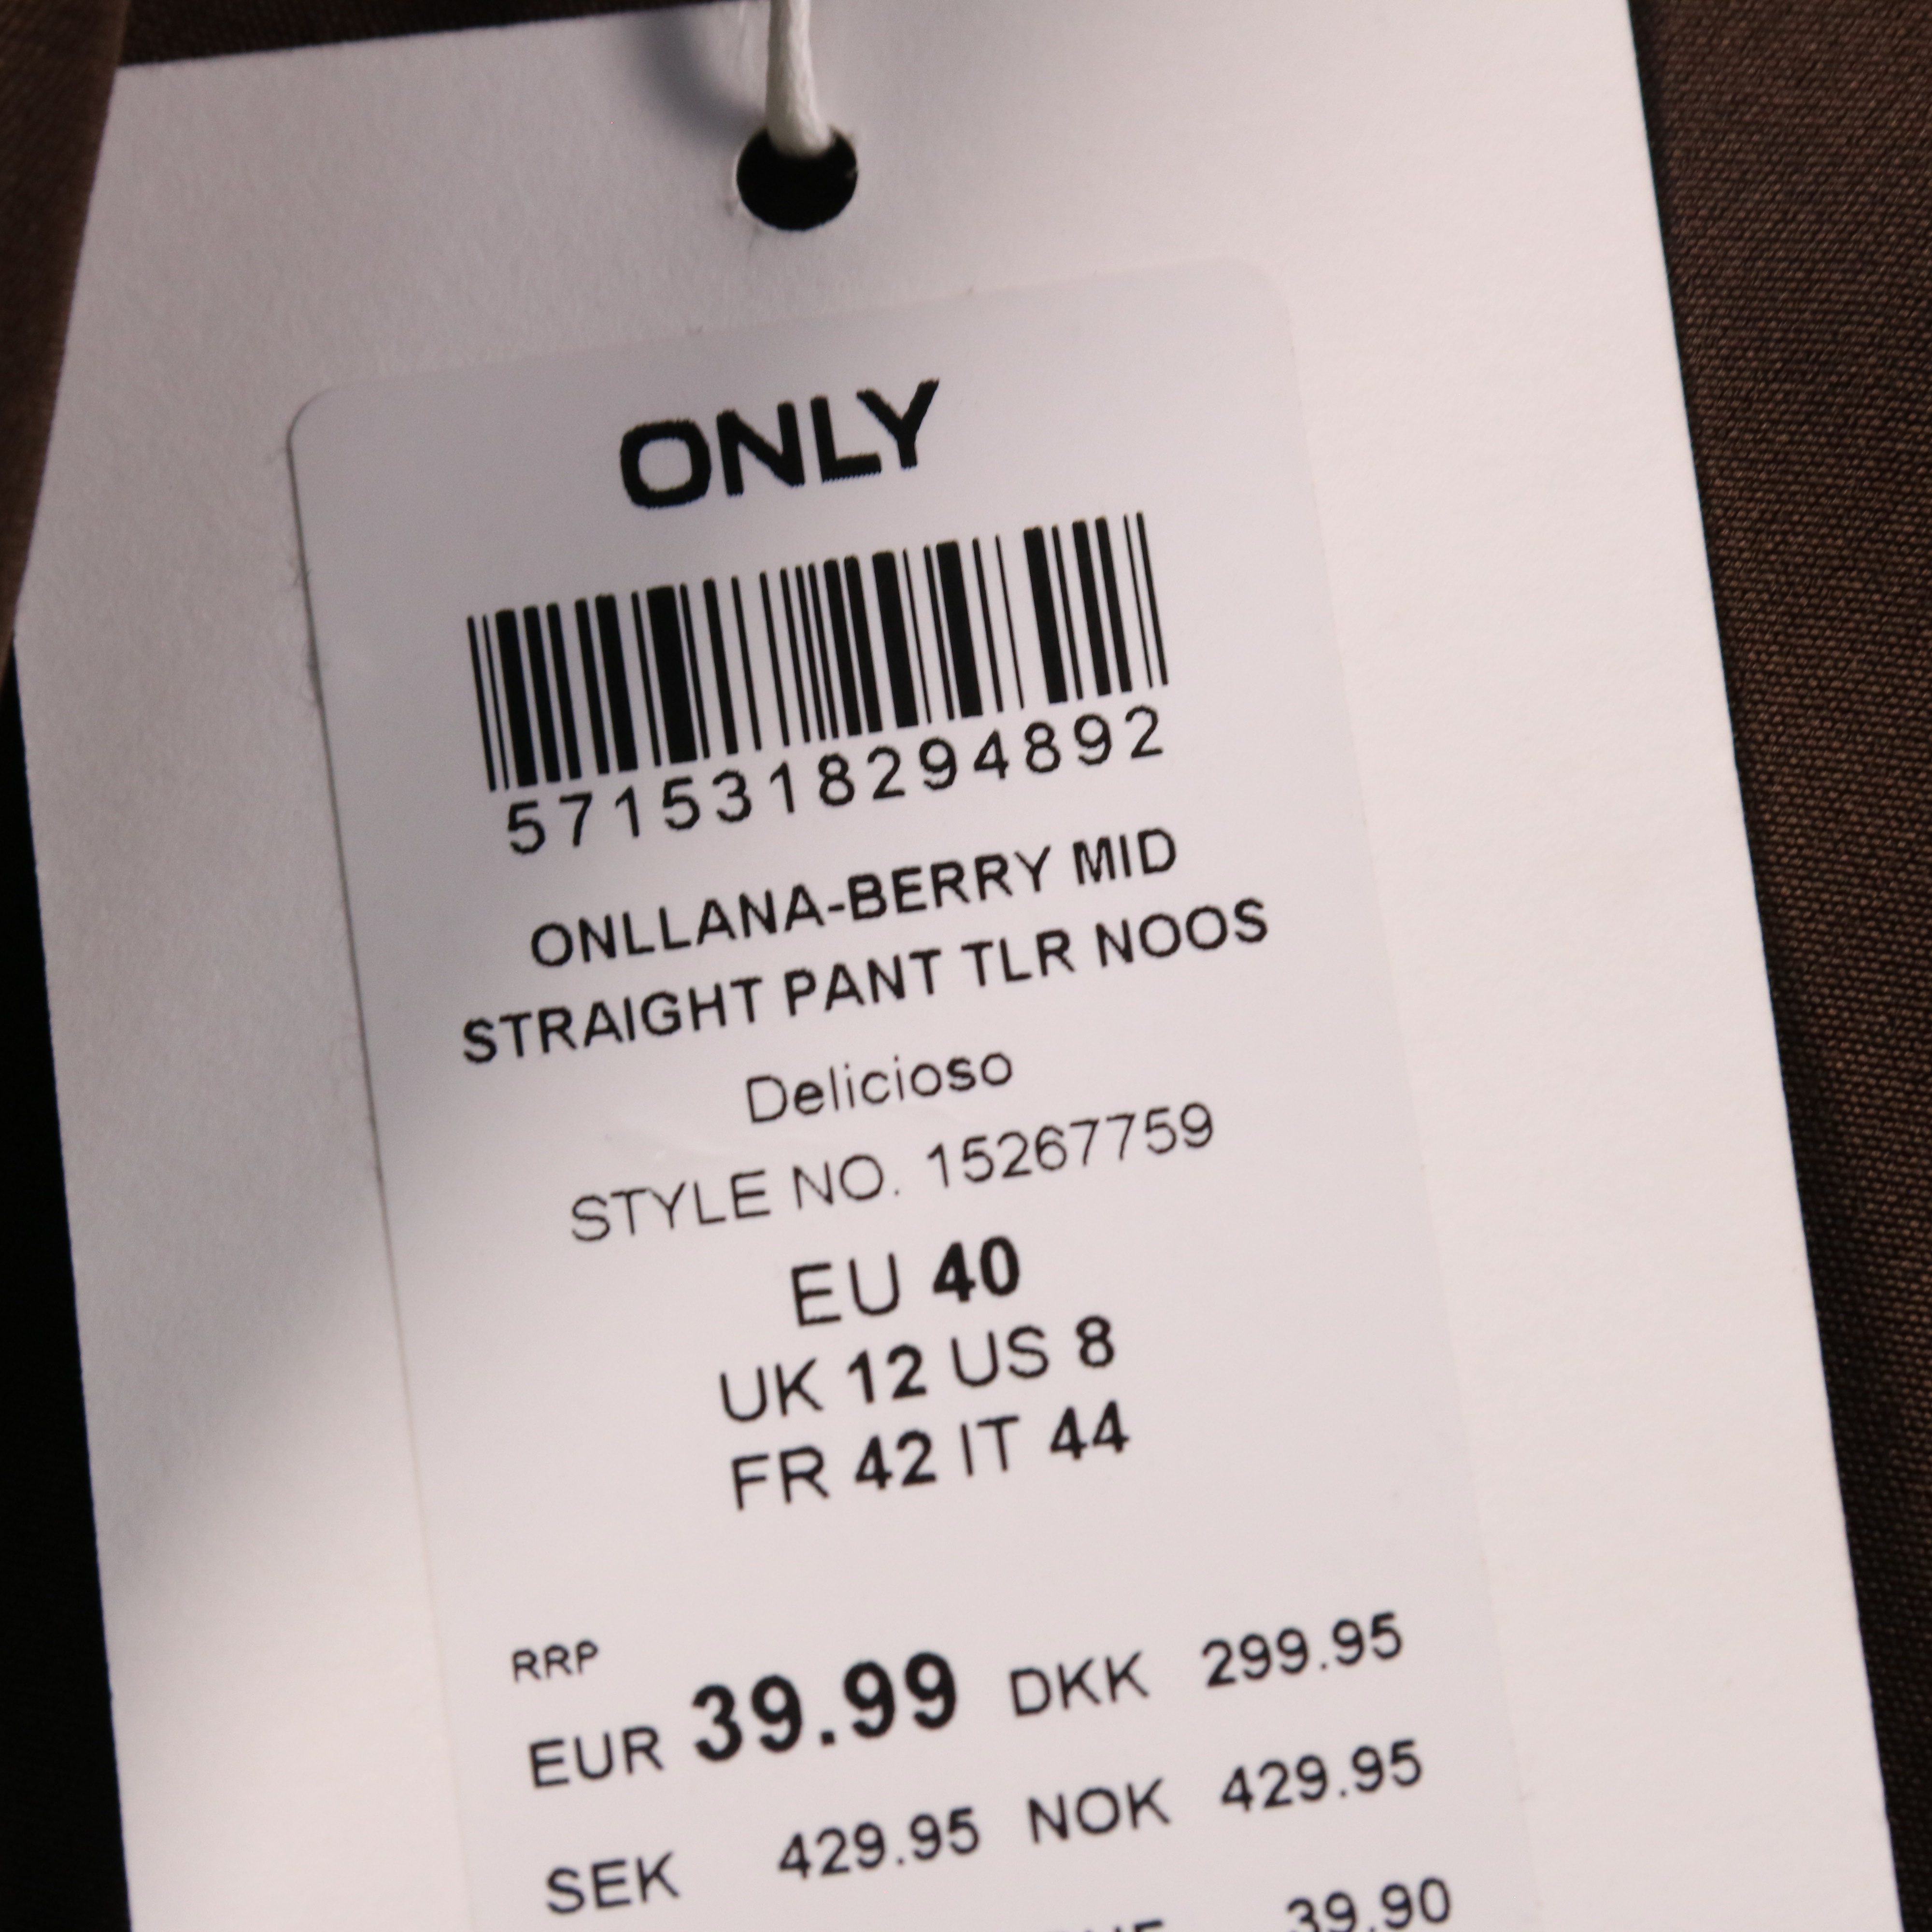 ONLY
5715318294892
ONLLANA-BERRY MID
STRAIGHT PANT TLR NOOS
Delicioso
STYLE NO. 15267759
EU 40
UK 12 US 8
FR 42 IT 44
RRP
EUR 39.99 DKK 299.95
SEK 429.95 NOK 429.95
39.90